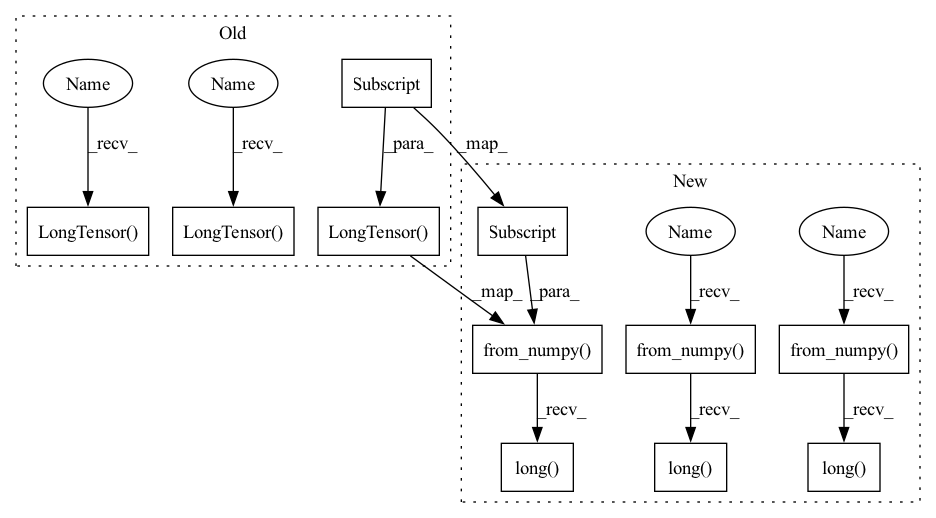 Old
Name
Name
Subscript
_recv_
_recv_
_para_
_map_
New
LongTensor()
LongTensor()
LongTensor()
Subscript
Name
Name
_map_
_para_
_recv_
_recv_
from_numpy()
from_numpy()
from_numpy()
_recv_
_recv_
_recv_
long()
long()
long()